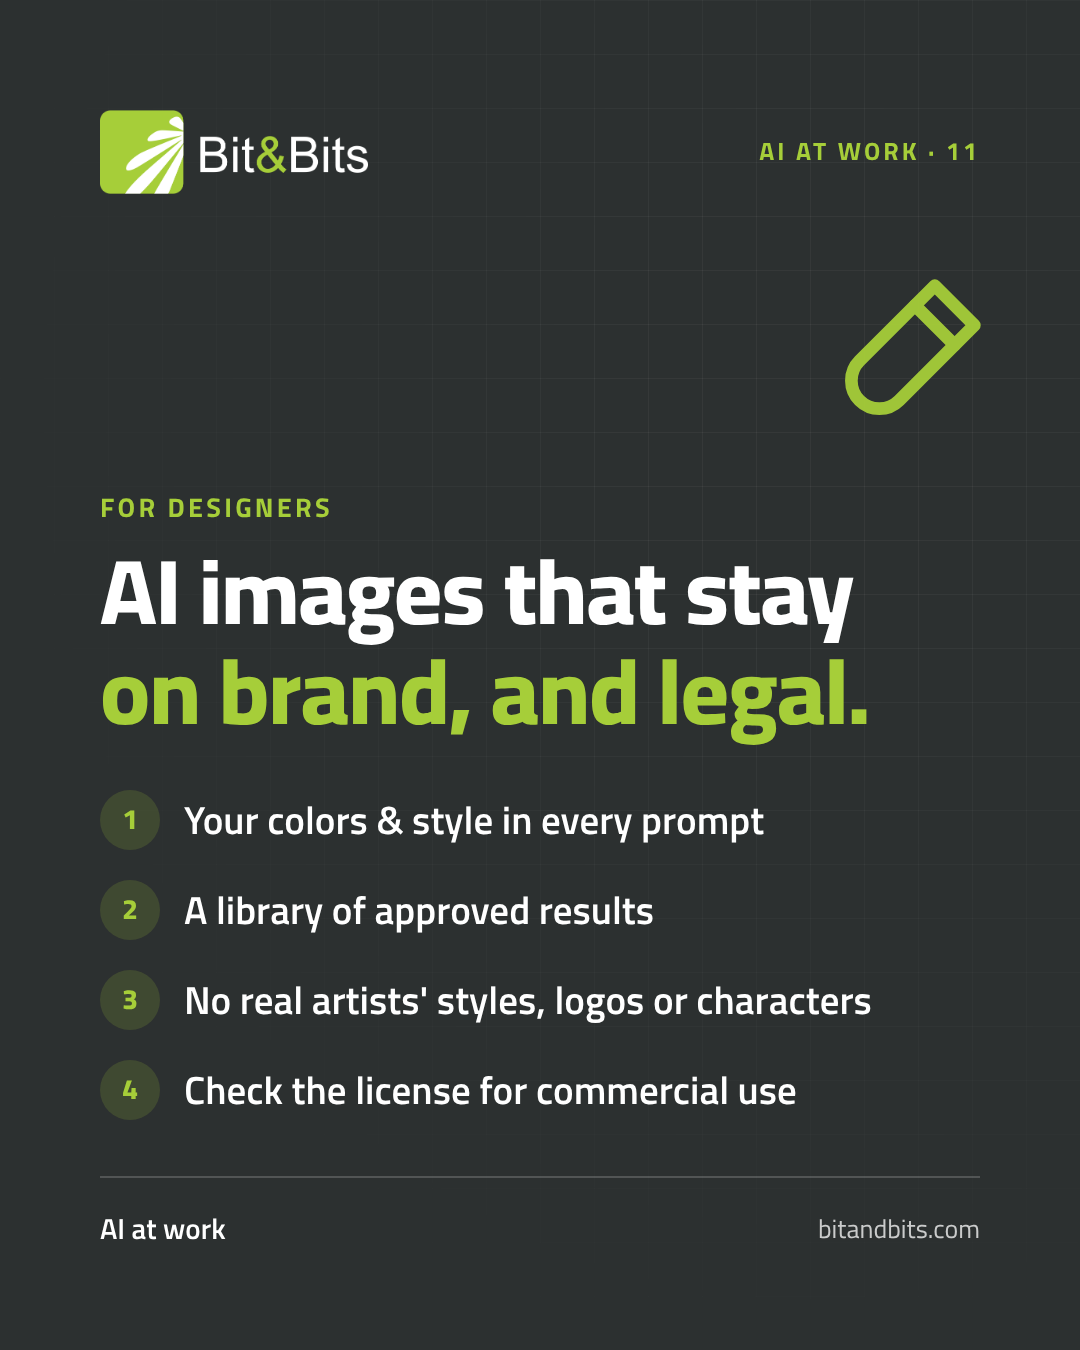 Bit&Bits
AI AT WORK · 11
FOR DESIGNERS
AI images that stay
on brand, and legal.
1 Your colors & style in every prompt
2 A library of approved results
3 No real artists' styles, logos or characters
4 Check the license for commercial use
AI at work
bitandbits.com